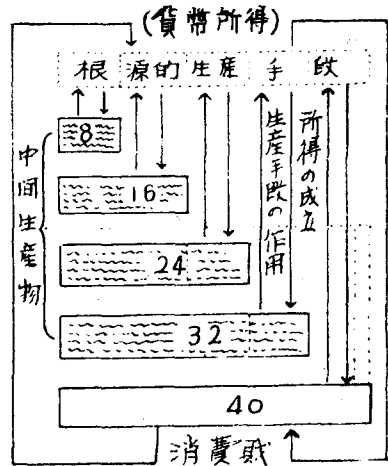 (貨幣所得)
根源的生産手段
8
16
24
32
40
中間生産物
生産手段の作用
所得の成立
消費財